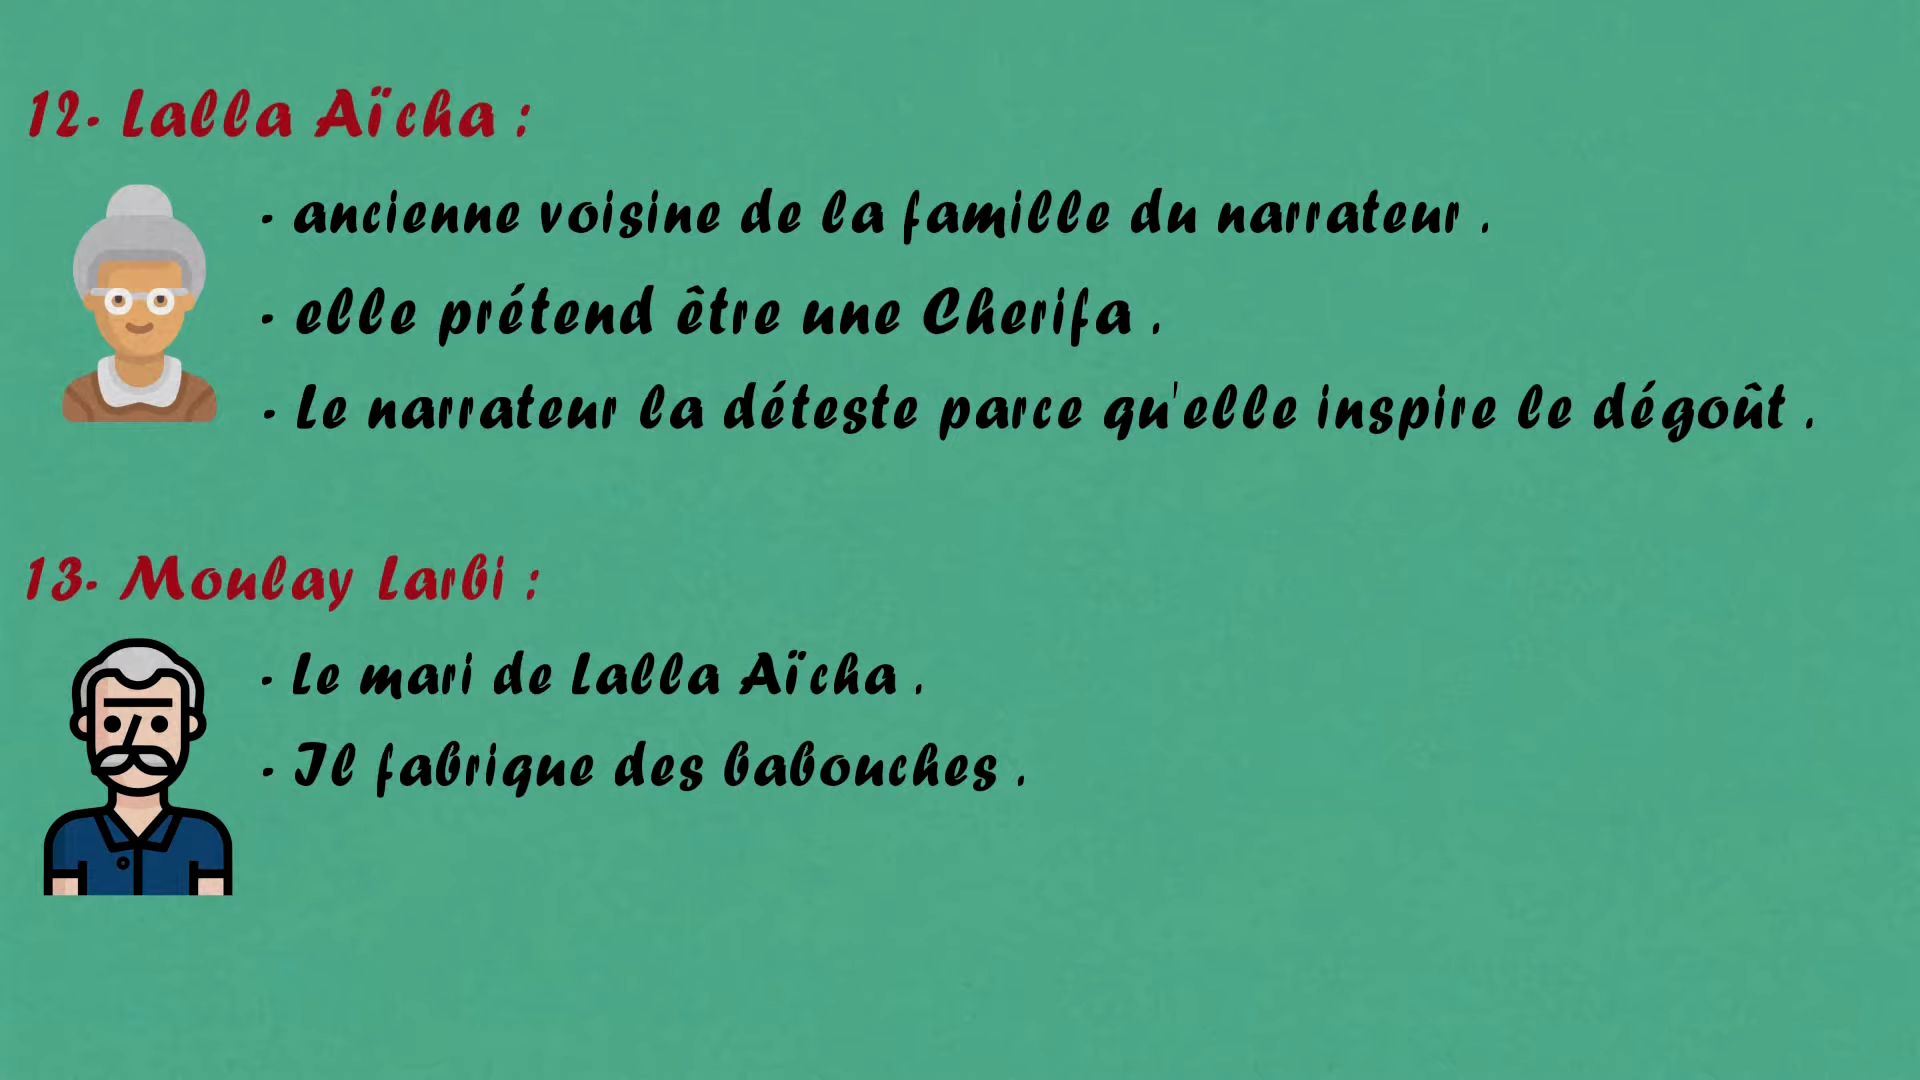 12- Lalla Aïcha :
- ancienne voisine de la famille du narrateur .
- elle prétend être une Cherifa .
- Le narrateur la déteste parce qu'elle inspire le dégoût .
13- Moulay Larbi :
- Le mari de Lalla Aïcha .
- Il fabrique des babouches .